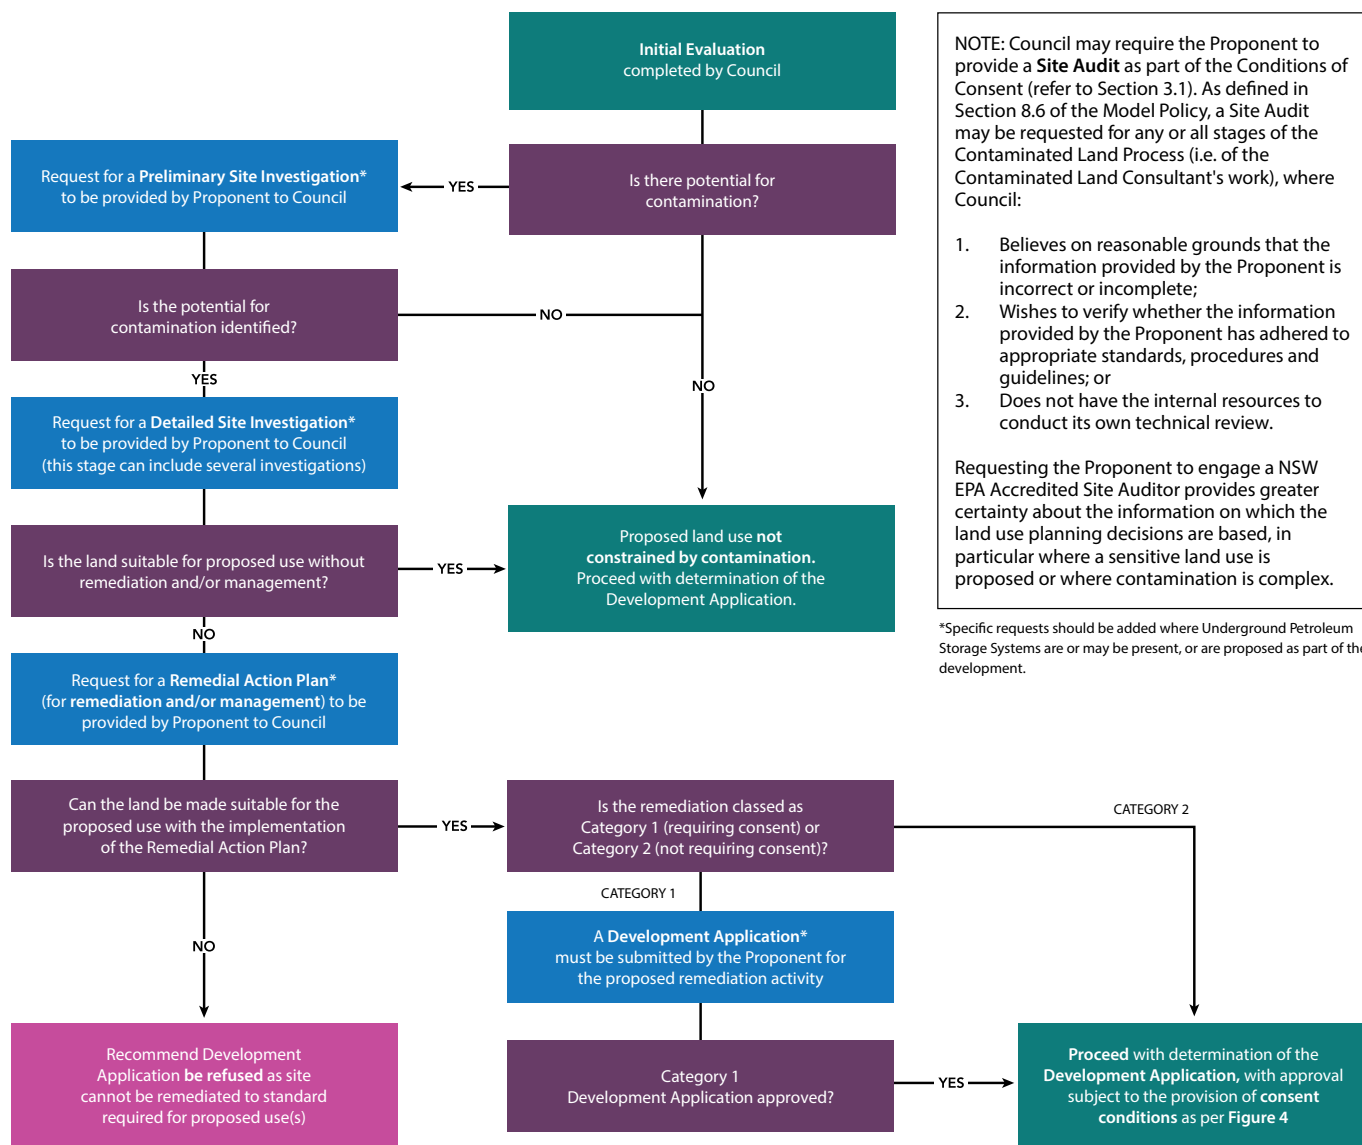 Initial Evaluation
completed by Council
Request for a Preliminary Site Investigation*
to be provided by Proponent to Council
YES
Is there potential for
contamination?
Is the potential for
contamination identified?
NO
NO
YES
Request for a Detailed Site Investigation*
to be provided by Proponent to Council
(this stage can include several investigations)
Is the land suitable for proposed use without
remediation and/or management?
YES
Proposed land use not
constrained by contamination.
Proceed with determination of the
Development Application.
NO
Request for a Remedial Action Plan*
(for remediation and/or management) to be
provided by Proponent to Council
Can the land be made suitable for the
proposed use with the implementation
of the Remedial Action Plan?
YES
Is the remediation classed as
Category 1 (requiring consent) or
Category 2 (not requiring consent)?
CATEGORY 2
CATEGORY 1
NO
A Development Application*
must be submitted by the Proponent for
the proposed remediation activity
Recommend Development
Application be refused as site
cannot be remediated to standard
required for proposed use(s)
Category 1
Development Application approved?
YES
Proceed with determination of the
Development Application, with approval
subject to the provision of consent
conditions as per Figure 4
NOTE: Council may require the Proponent to
provide a Site Audit as part of the Conditions of
Consent (refer to Section 3.1). As defined in
Section 8.6 of the Model Policy, a Site Audit
may be requested for any or all stages of the
Contaminated Land Process (i.e. of the
Contaminated Land Consultant's work), where
Council:
1. Believes on reasonable grounds that the
information provided by the Proponent is
incorrect or incomplete;
2. Wishes to verify whether the information
provided by the Proponent has adhered to
appropriate standards, procedures and
guidelines; or
3. Does not have the internal resources to
conduct its own technical review.
Requesting the Proponent to engage a NSW
EPA Accredited Site Auditor provides greater
certainty about the information on which the
land use planning decisions are based, in
particular where a sensitive land use is
proposed or where contamination is complex.
*Specific requests should be added where Underground Petroleum
Storage Systems are or may be present, or are proposed as part of the
development.